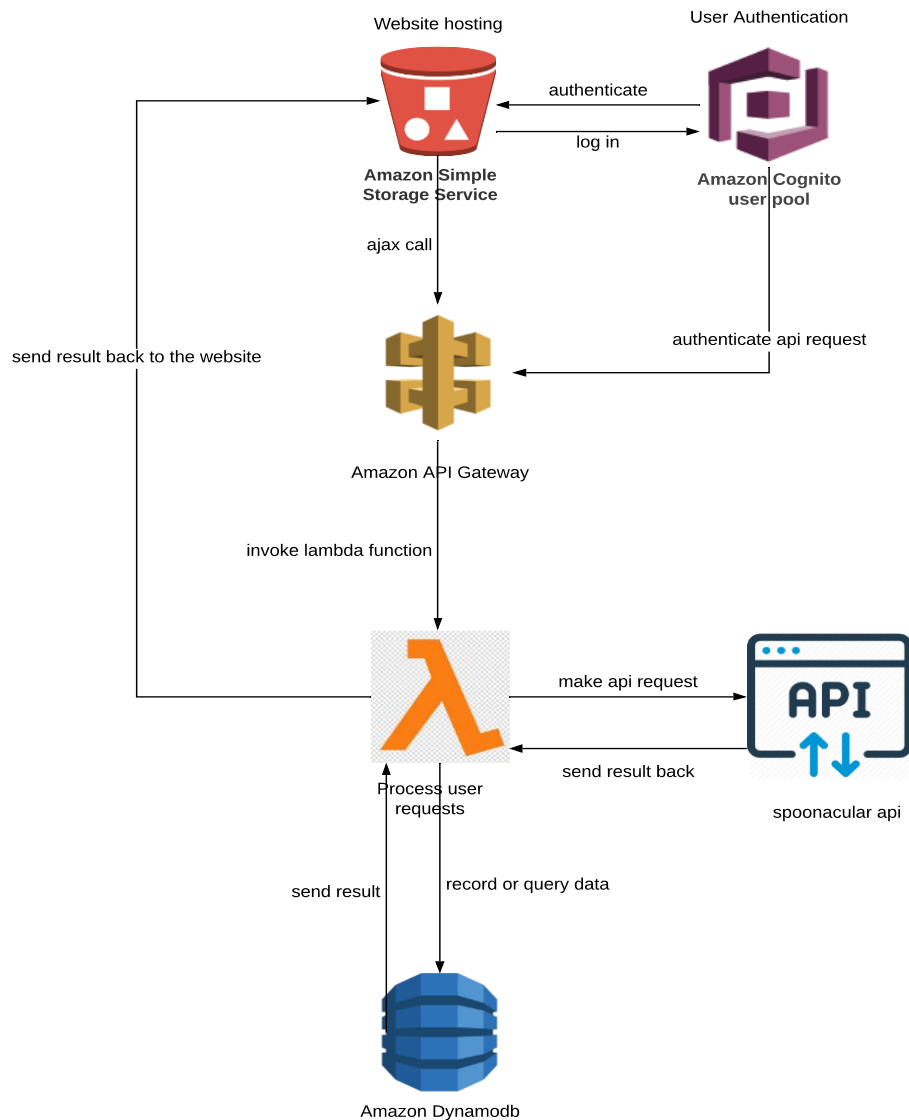 Website hosting
User Authentication
authenticate
log in
Amazon Simple
Storage Service
Amazon Cognito
user pool
ajax call
authenticate api request
send result back to the website
Amazon API Gateway
invoke lambda function
make api request
API
send result back
Process user
requests
spoonacular api
send result
record or query data
Amazon Dynamodb